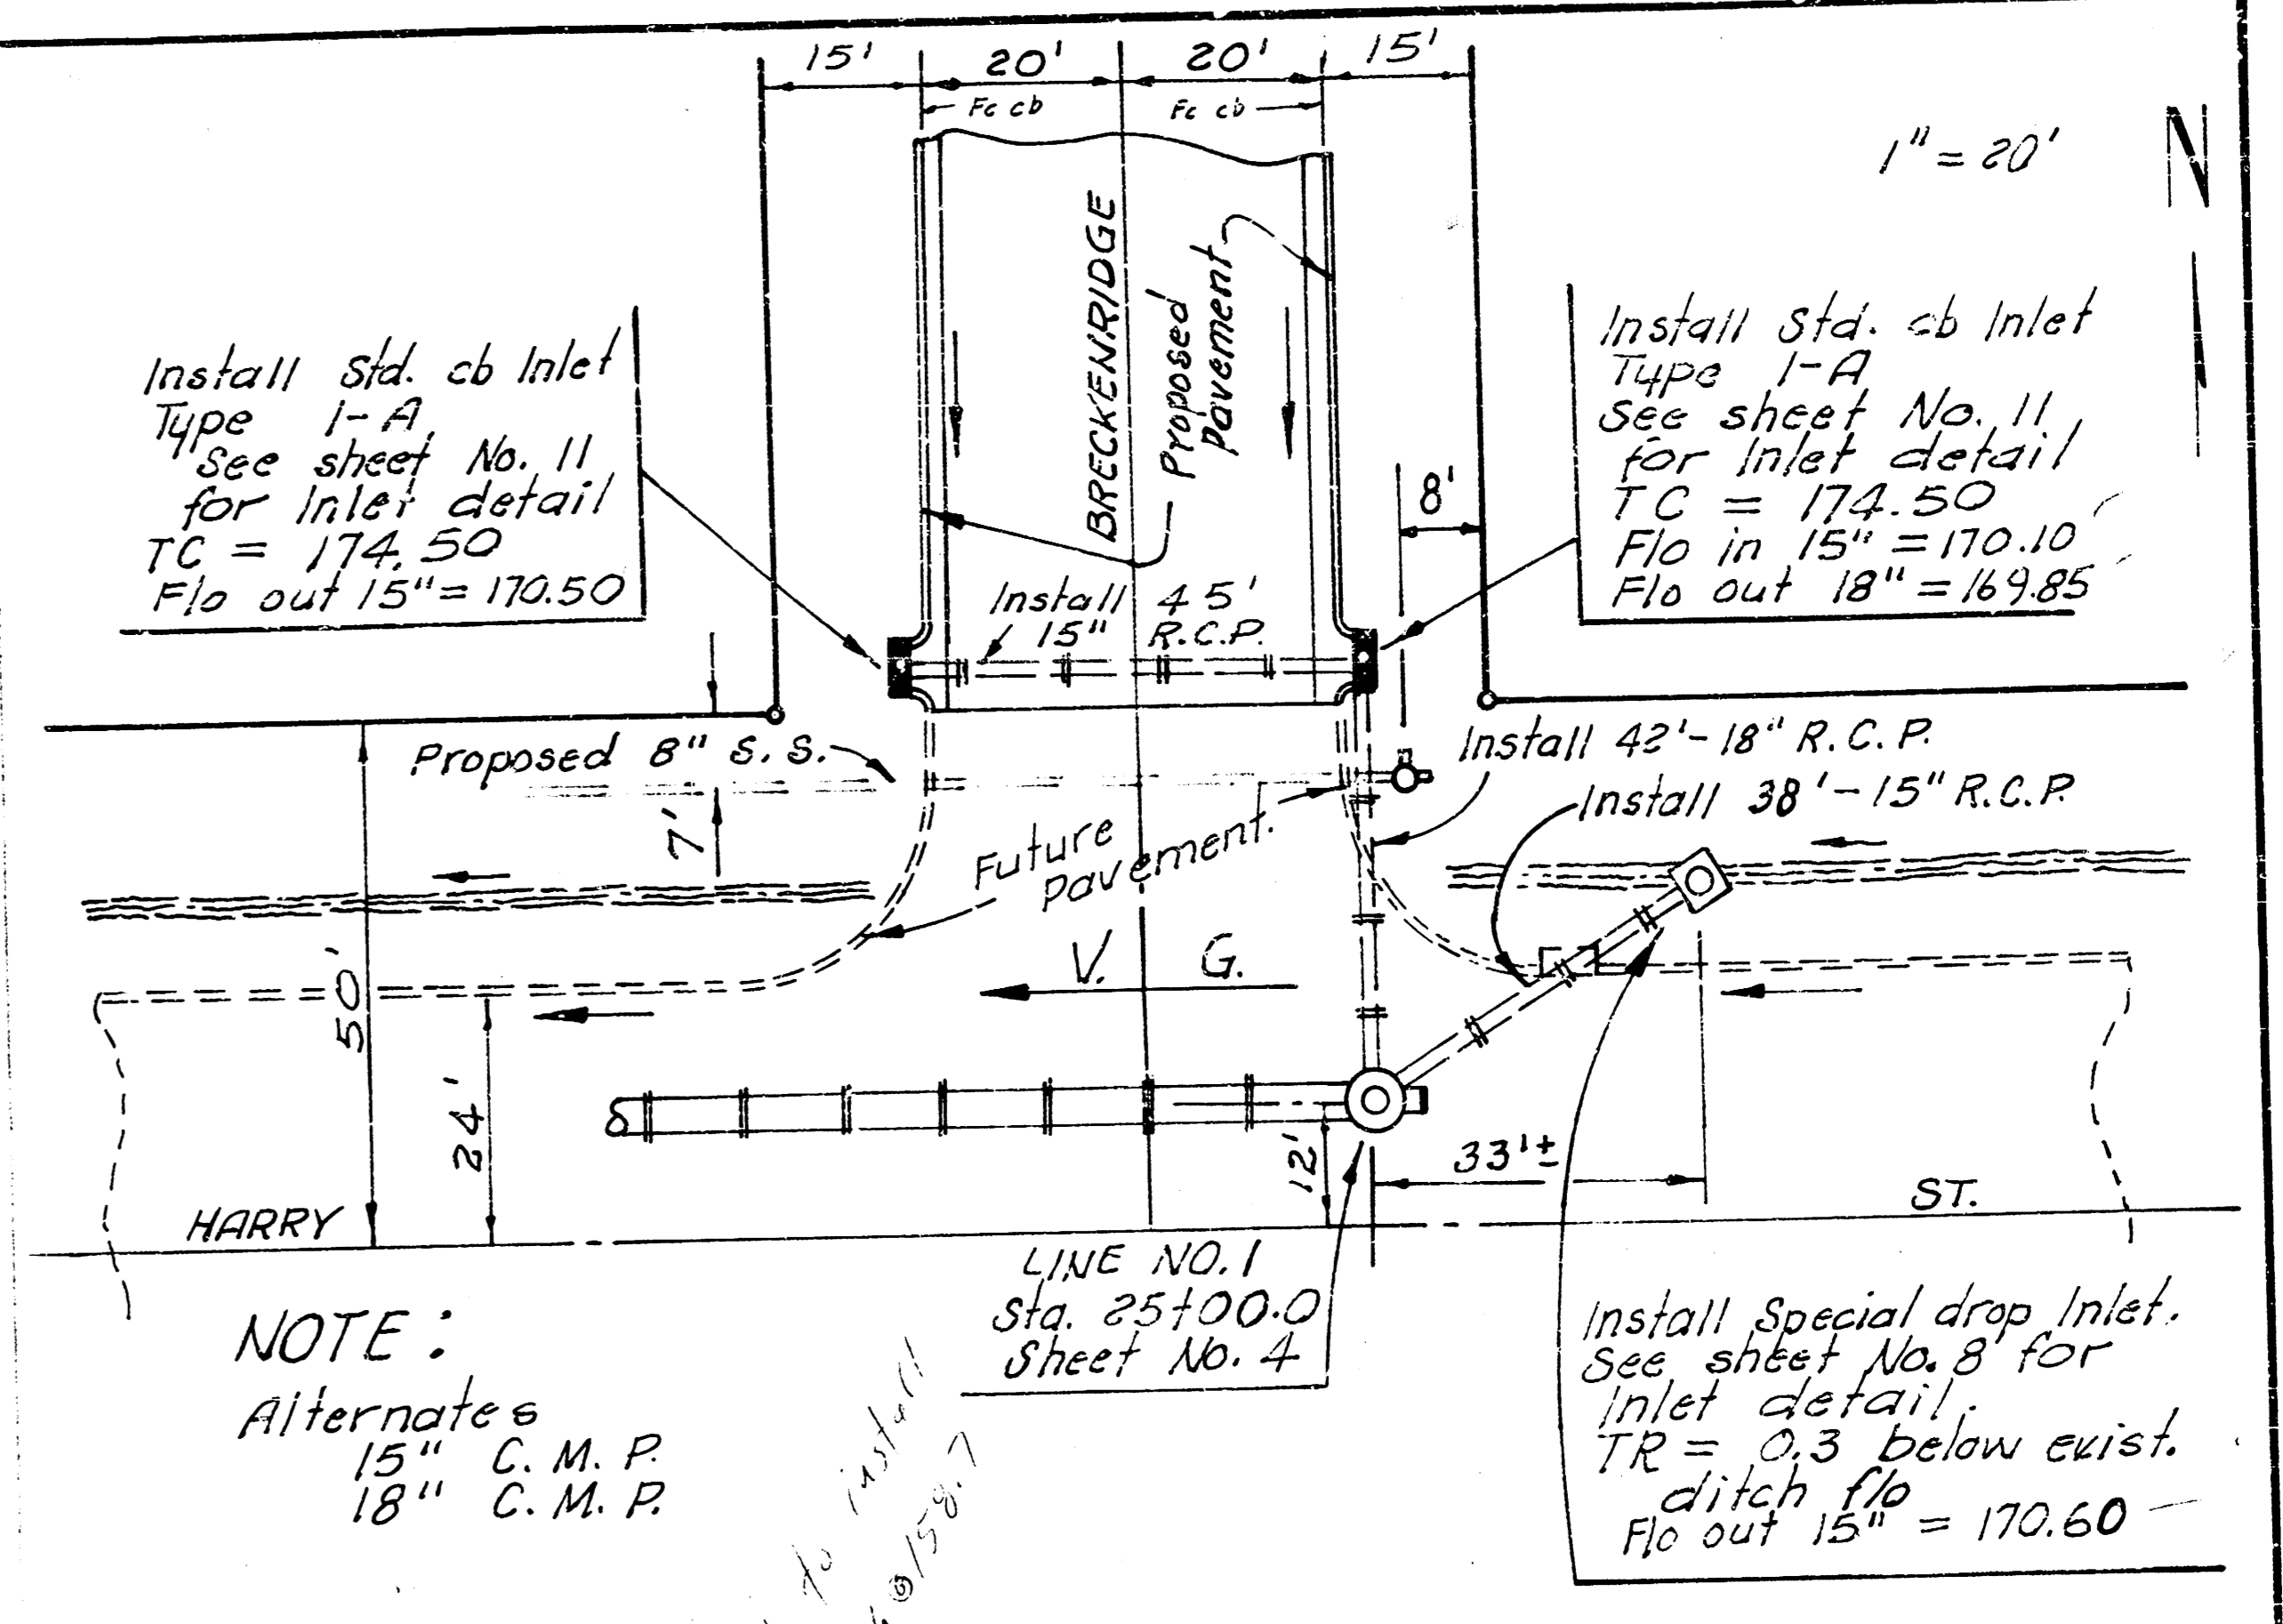 15' 20' 20' 15'
Fc cb Fc cb
1" = 20'
N
BRECKENRIDGE
Proposed
Pavement
Install Std. cb Inlet
Type 1-A
See sheet No. 11
for Inlet detail
TC = 174.50
Flo out 15" = 170.50
Install Std. cb Inlet
Type 1-A
See sheet No. 11
for Inlet detail
TC = 174.50
Flo in 15" = 170.10
Flo out 18" = 169.85
8'
Install 45'
15" R.C.P.
Proposed 8" S.S.
7'
Install 42'-18" R.C.P.
Install 38'-15" R.C.P.
Future
pavement.
V. G.
50'
24'
12'
33'±
HARRY ST.
LINE NO. 1
Sta. 25+00.0
Sheet No. 4
NOTE:
Alternates
15" C. M. P.
18" C. M. P.
to install
@ 158.7
Install Special drop Inlet.
See sheet No. 8 for
Inlet detail.
TR = 0.3 below exist.
ditch flo
Flo out 15" = 170.60